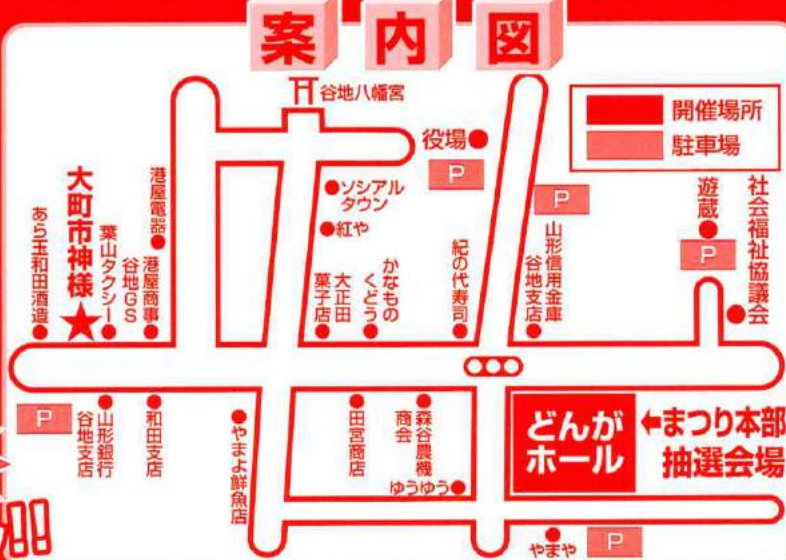 案内図
谷地八幡宮
役場
P
開催場所
駐車場
ソシアル
タウン
紅や
P
遊蔵
P
社会福祉協議会
あら玉和田酒造
大町市神様
葉山タクシー
港屋電器
谷地GS
港屋商事
大正田
菓子店
かなもの
くどう
紀の代寿司
山形信用金庫
谷地支店
P
山形銀行
谷地支店
和田支店
やまよ鮮魚店
田宮商店
森谷農機
商会
ゆうゆう
どんが
ホール
←まつり本部
抽選会場
やまや
P
!!